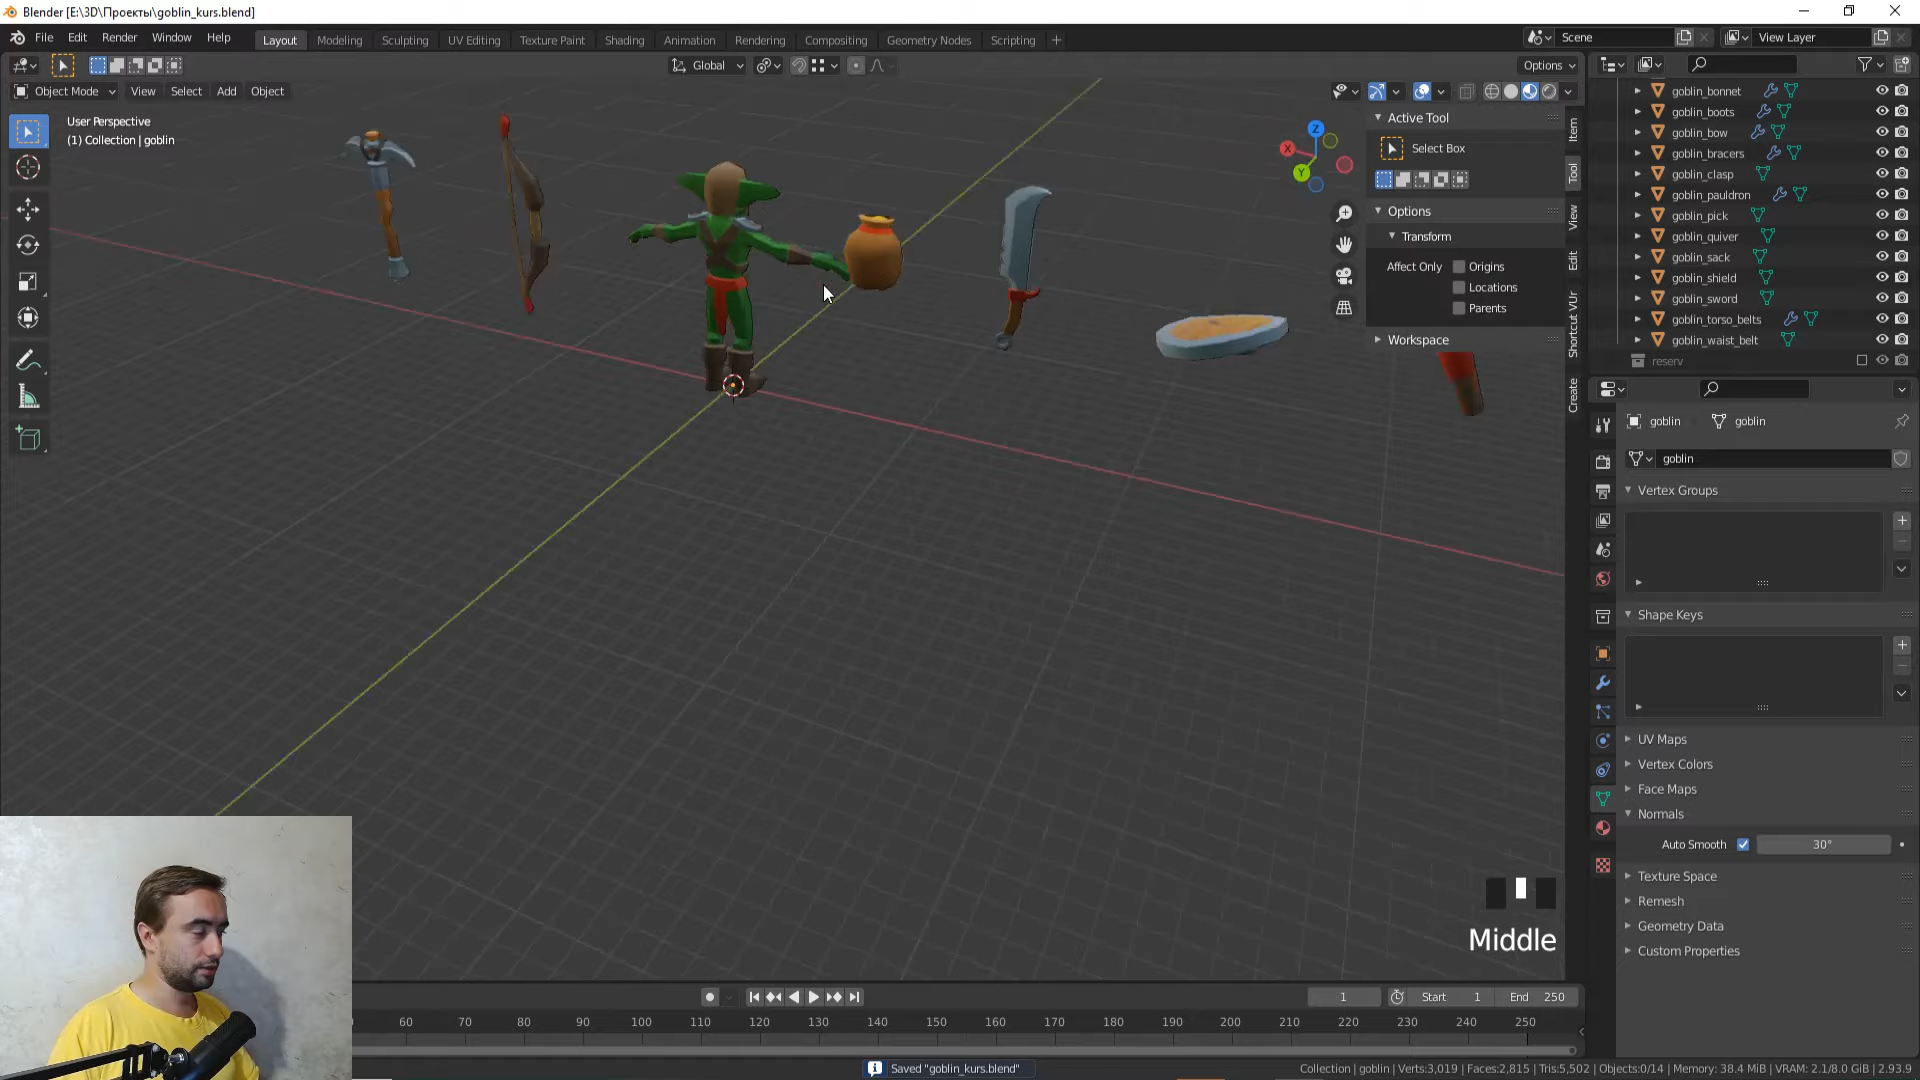 Blender [E:\3D\Проекты\goblin_kurs.blend]
File Edit Render Window Help
Layout Modeling Sculpting UV Editing Texture Paint Shading Animation Rendering Compositing Geometry Nodes Scripting +
Scene
View Layer
Global
Options
Object Mode View Select Add Object
User Perspective
(1) Collection | goblin
Z
X
Y
Active Tool
Select Box
Options
Transform
Affect Only Origins
Locations
Parents
Workspace
Item
Tool
View
Edit
Shortcut VUr
Create
goblin_bonnet
goblin_boots
goblin_bow
goblin_bracers
goblin_clasp
goblin_pauldron
goblin_pick
goblin_quiver
goblin_sack
goblin_shield
goblin_sword
goblin_torso_belts
goblin_waist_belt
reserv
goblin goblin
goblin
Vertex Groups
Shape Keys
UV Maps
Vertex Colors
Face Maps
Normals
Auto Smooth 30°
Texture Space
Remesh
Geometry Data
Custom Properties
Middle
1 Start 1 End 250
60 70 80 90 100 110 120 130 140 150 160 170 180 190 200 210 220 230 240 250
Saved "goblin_kurs.blend"
Collection | goblin | Verts:3,019 | Faces:2,815 | Tris:5,502 | Objects:0/14 | Memory: 38.4 MiB | VRAM: 2.1/8.0 GiB | 2.93.9